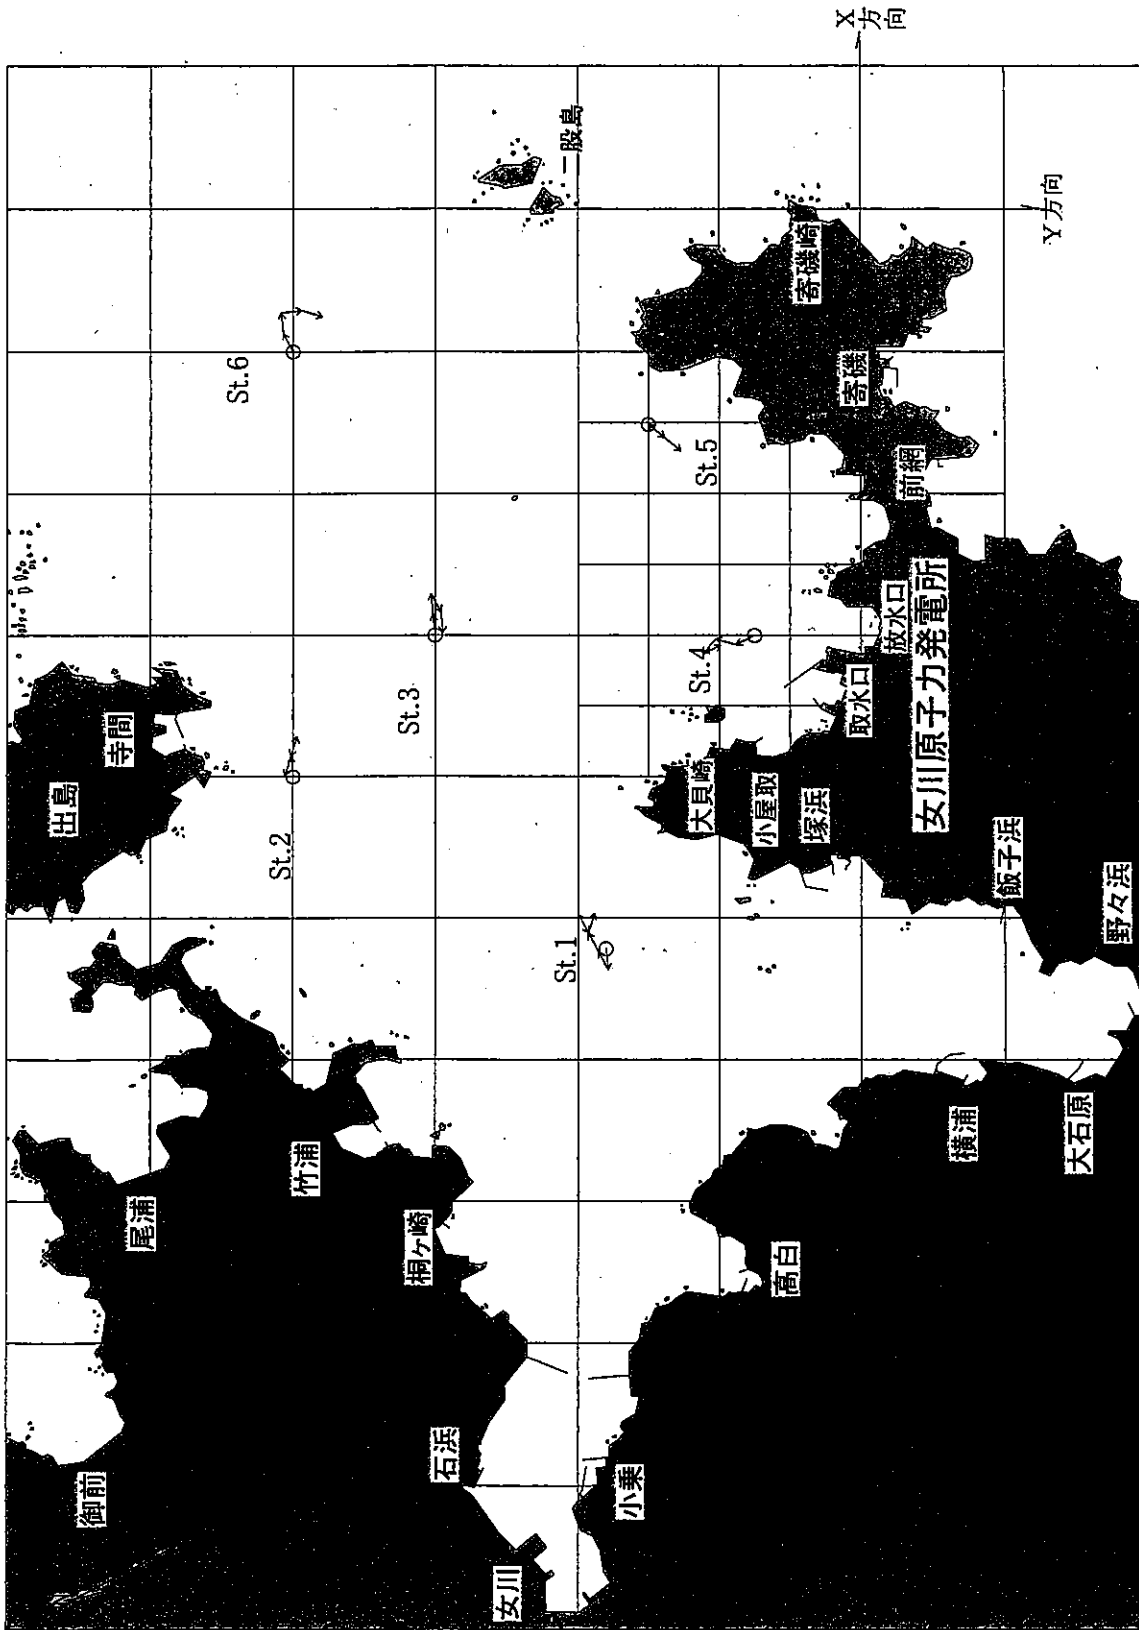 X方向
Y方向
二股島
寄磯崎
寄磯
前網
St.6
St.5
St.4
St.3
St.2
St.1
放水口
取水口
女川原子力発電所
寺間
出島
大貝崎
小屋取
塚浜
飯子浜
野々浜
竹浦
尾浦
桐ヶ崎
横浦
大石原
高白
石浜
御前
小乗
女川